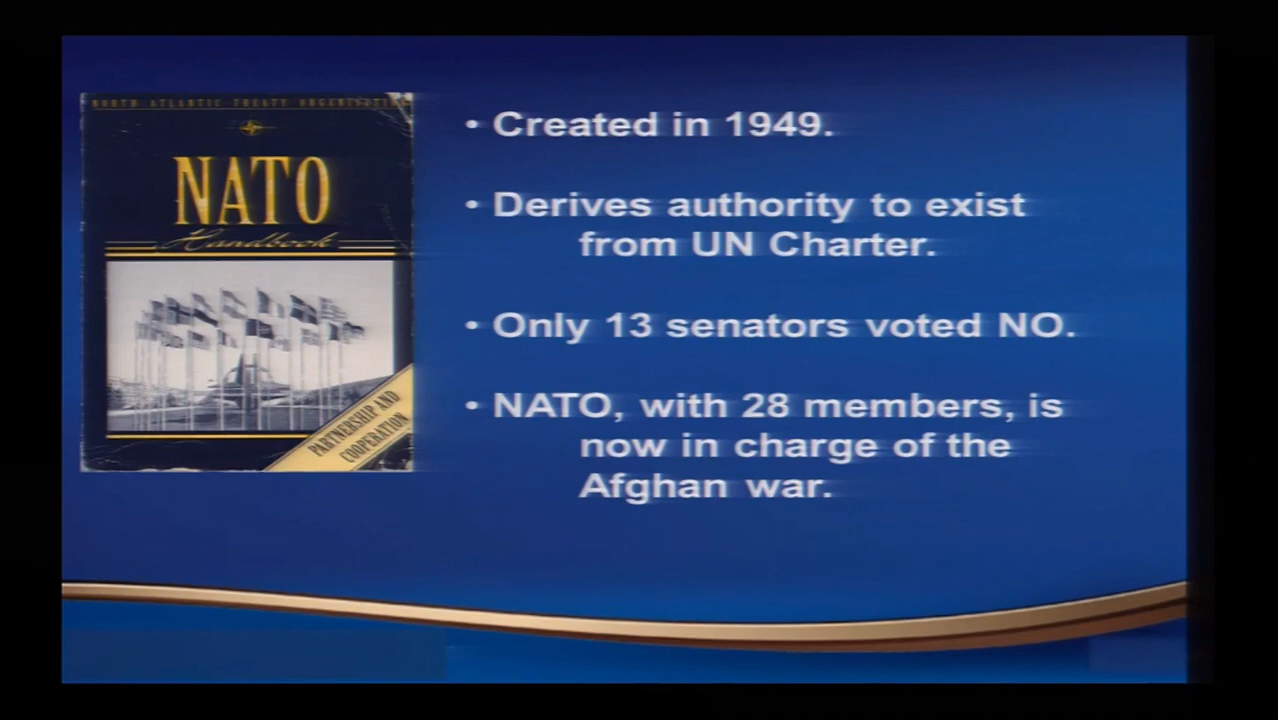 NORTH ATLANTIC TREATY ORGANISATION
NATO
Handbook
PARTNERSHIP AND
COOPERATION
• Created in 1949.
• Derives authority to exist
from UN Charter.
• Only 13 senators voted NO.
• NATO, with 28 members, is
now in charge of the
Afghan war.